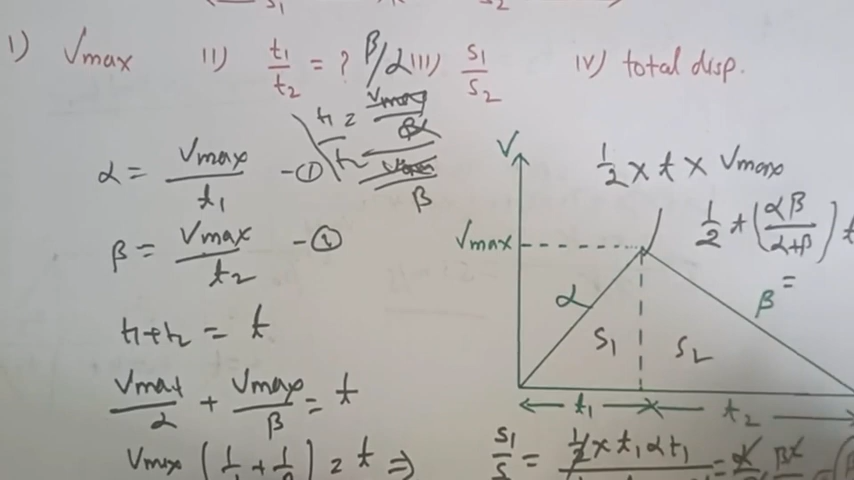 S1 S2
I) Vmax II) t1/t2 = ? β/α III) S1/S2 IV) total disp.
t1/t2 = Vmax/α / Vmax/β
α = Vmax/t1 - ①
β = Vmax/t2 - ②
t1+t2 = t
Vmax/α + Vmax/β = t
Vmax ( = t ⇒
V
1/2 x t x Vmax
1/2 * (αβ/α+β) t
=
Vmax
α β
S1 S2
t1 t2
S1/S = 1/2 x t1 α t1